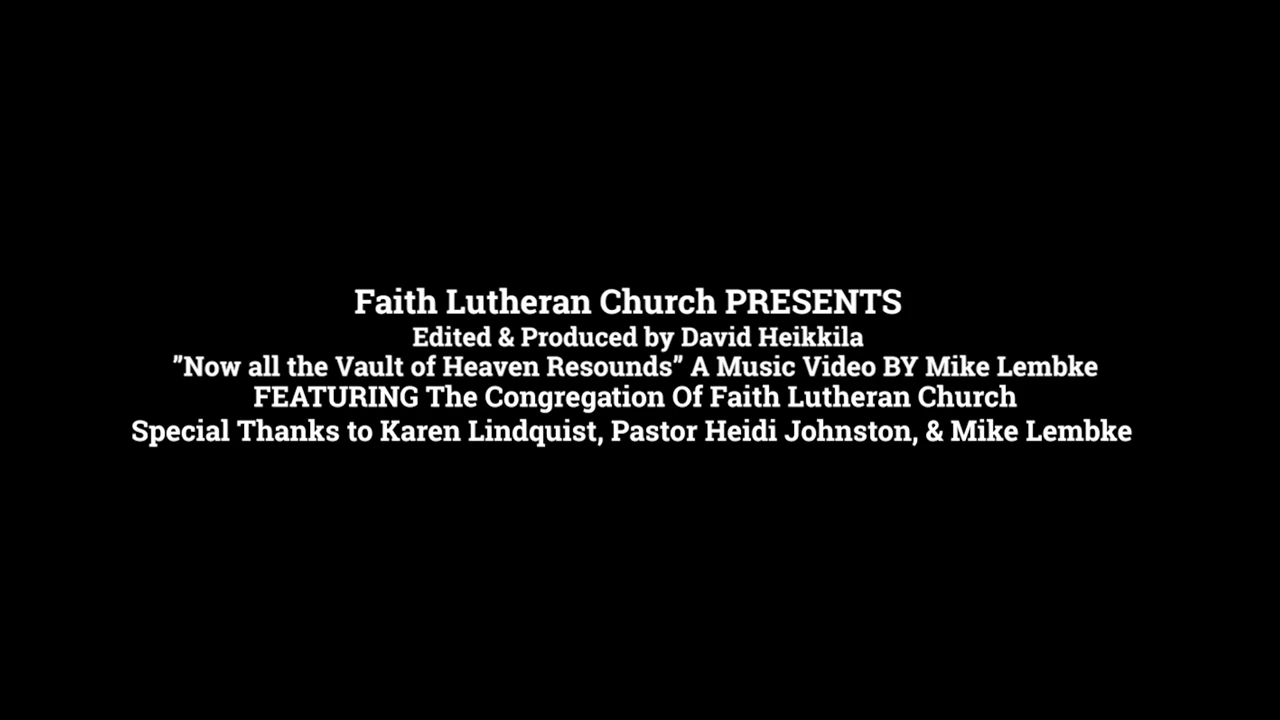 Faith Lutheran Church PRESENTS
Edited & Produced by David Heikkila
”Now all the Vault of Heaven Resounds” A Music Video BY Mike Lembke
FEATURING The Congregation Of Faith Lutheran Church
Special Thanks to Karen Lindquist, Pastor Heidi Johnston, & Mike Lembke